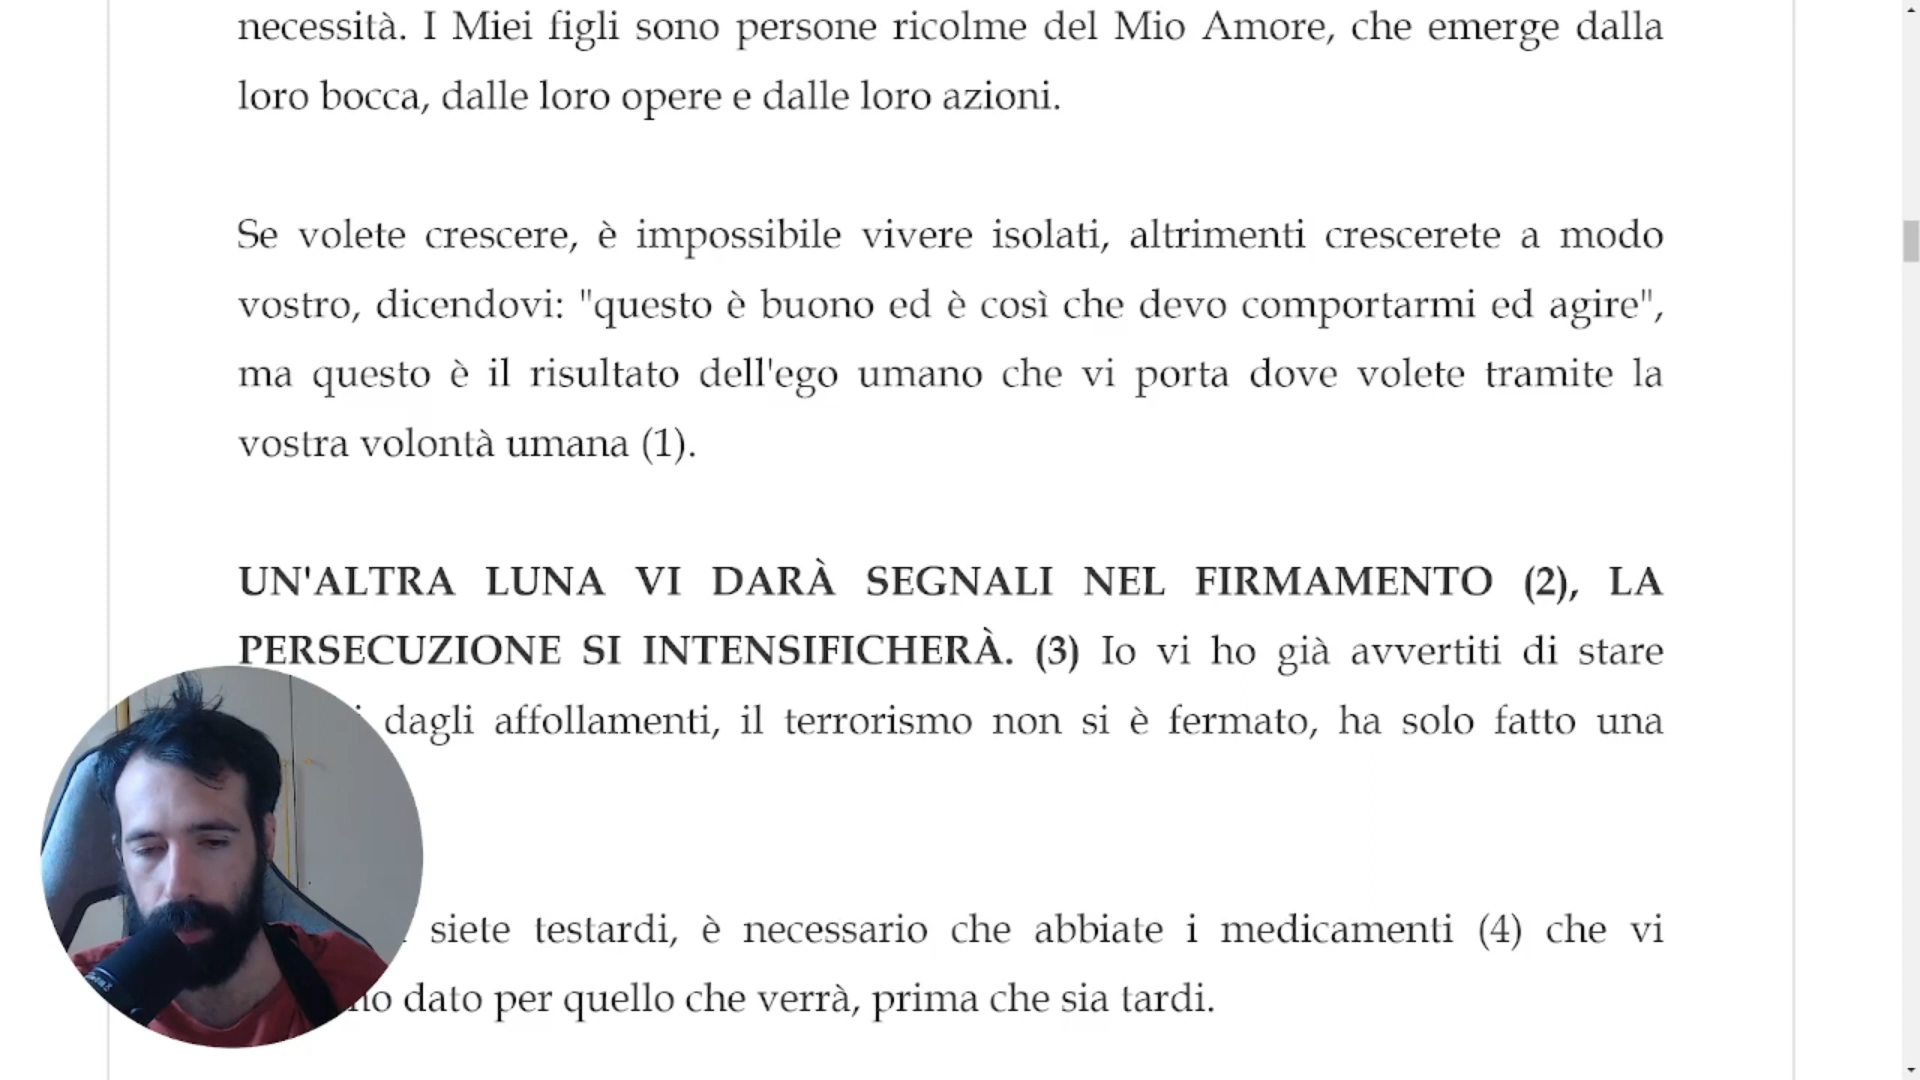 necessità. I Miei figli sono persone ricolme del Mio Amore, che emerge dalla
loro bocca, dalle loro opere e dalle loro azioni.
Se volete crescere, è impossibile vivere isolati, altrimenti crescerete a modo
vostro, dicendovi: "questo è buono ed è così che devo comportarmi ed agire",
ma questo è il risultato dell'ego umano che vi porta dove volete tramite la
vostra volontà umana (1).
UN'ALTRA LUNA VI DARÀ SEGNALI NEL FIRMAMENTO (2), LA
PERSECUZIONE SI INTENSIFICHERÀ. (3) Io vi ho già avvertiti di stare
dagli affollamenti, il terrorismo non si è fermato, ha solo fatto una
siete testardi, è necessario che abbiate i medicamenti (4) che vi
dato per quello che verrà, prima che sia tardi.